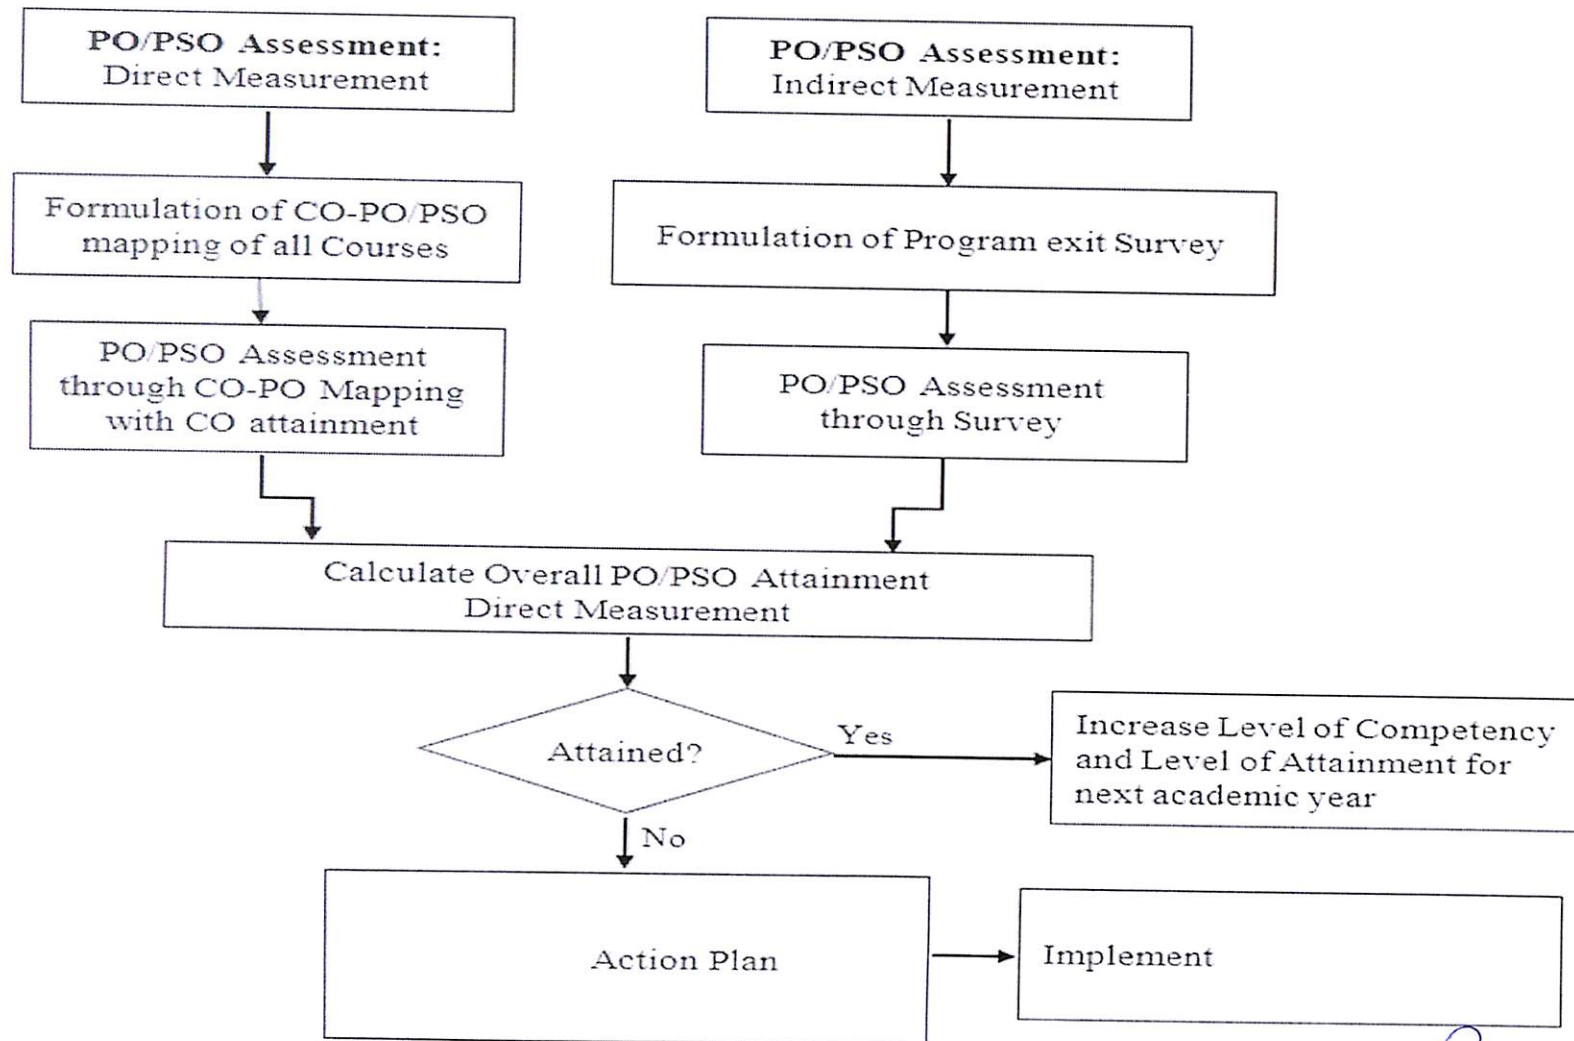 PO/PSO Assessment:
Direct Measurement
PO/PSO Assessment:
Indirect Measurement
Formulation of CO-PO/PSO
mapping of all Courses
Formulation of Program exit Survey
PO/PSO Assessment
through CO-PO Mapping
with CO attainment
PO/PSO Assessment
through Survey
Calculate Overall PO/PSO Attainment
Direct Measurement
Attained?
Yes
Increase Level of Competency
and Level of Attainment for
next academic year
No
Action Plan
Implement